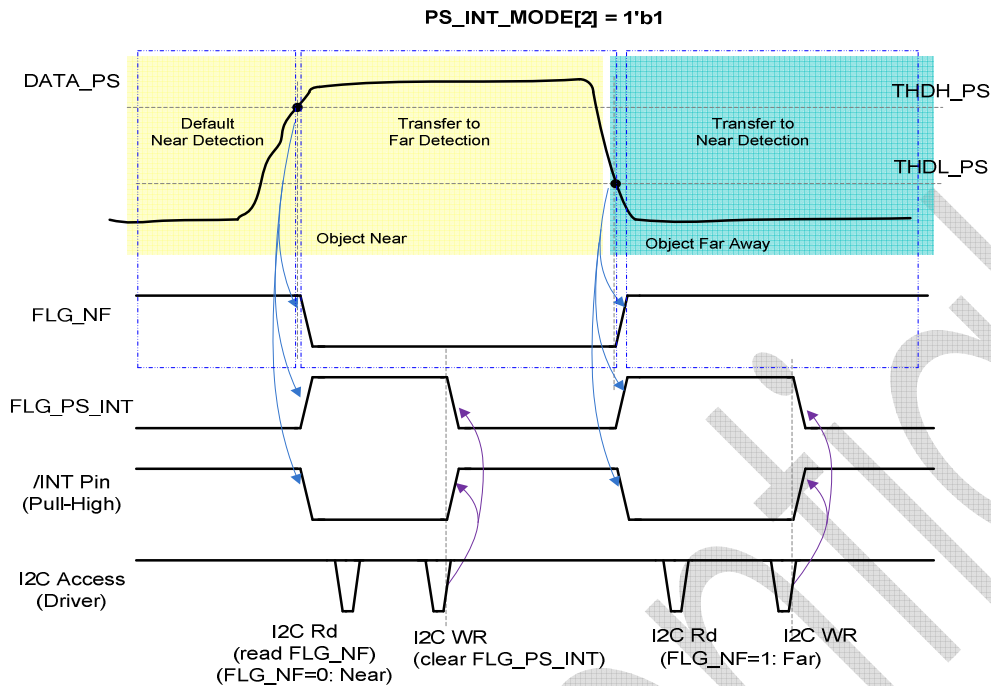 PS_INT_MODE[2] = 1'b1
DATA_PS
THDH_PS
Default
Near Detection
Transfer to
Far Detection
Transfer to
Near Detection
THDL_PS
Object Near
Object Far Away
FLG_NF
FLG_PS_INT
/INT Pin
(Pull-High)
I2C Access
(Driver)
I2C Rd
(read FLG_NF)
(FLG_NF=0: Near)
I2C WR
(clear FLG_PS_INT)
I2C Rd
(FLG_NF=1: Far)
I2C WR